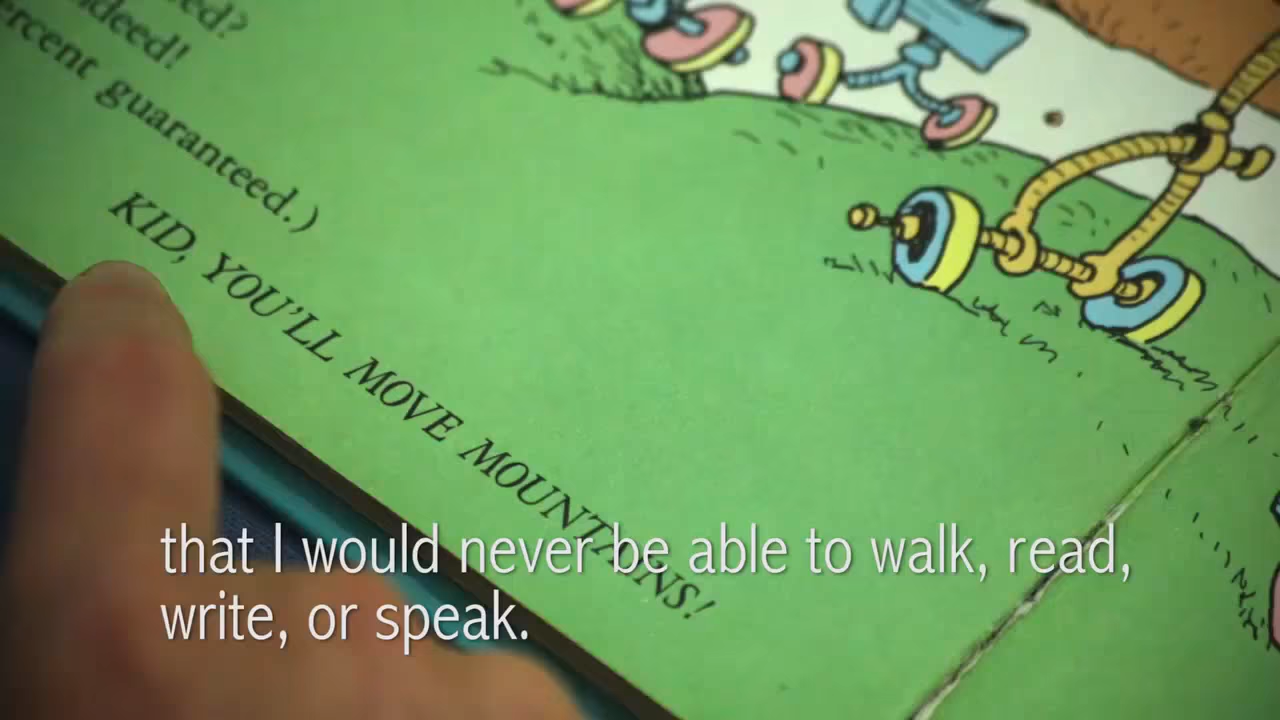 indeed!
percent guaranteed.)
KID, YOU'LL MOVE MOUNTAINS!
that I would never be able to walk, read,
write, or speak.